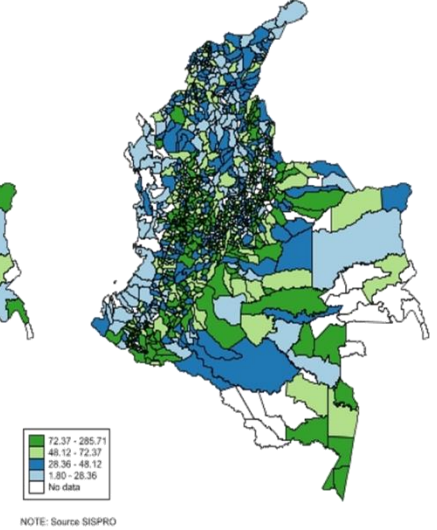 72.37 - 285.71
48.12 - 72.37
28.36 - 48.12
1.80 - 28.36
No data
NOTE: Source SISPRO